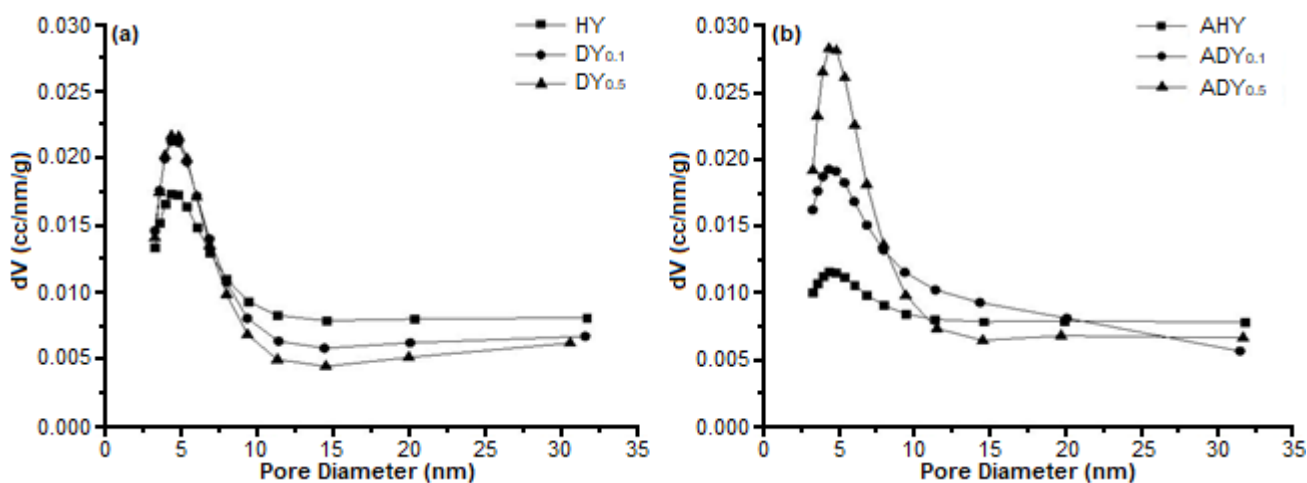 (a)
HY
DY0.1
DY0.5
dV (cc/nm/g)
0.030
0.025
0.020
0.015
0.010
0.005
0.000
0 5 10 15 20 25 30 35
Pore Diameter (nm)
(b)
AHY
ADY0.1
ADY0.5
dV (cc/nm/g)
0.030
0.025
0.020
0.015
0.010
0.005
0.000
0 5 10 15 20 25 30 35
Pore Diameter (nm)